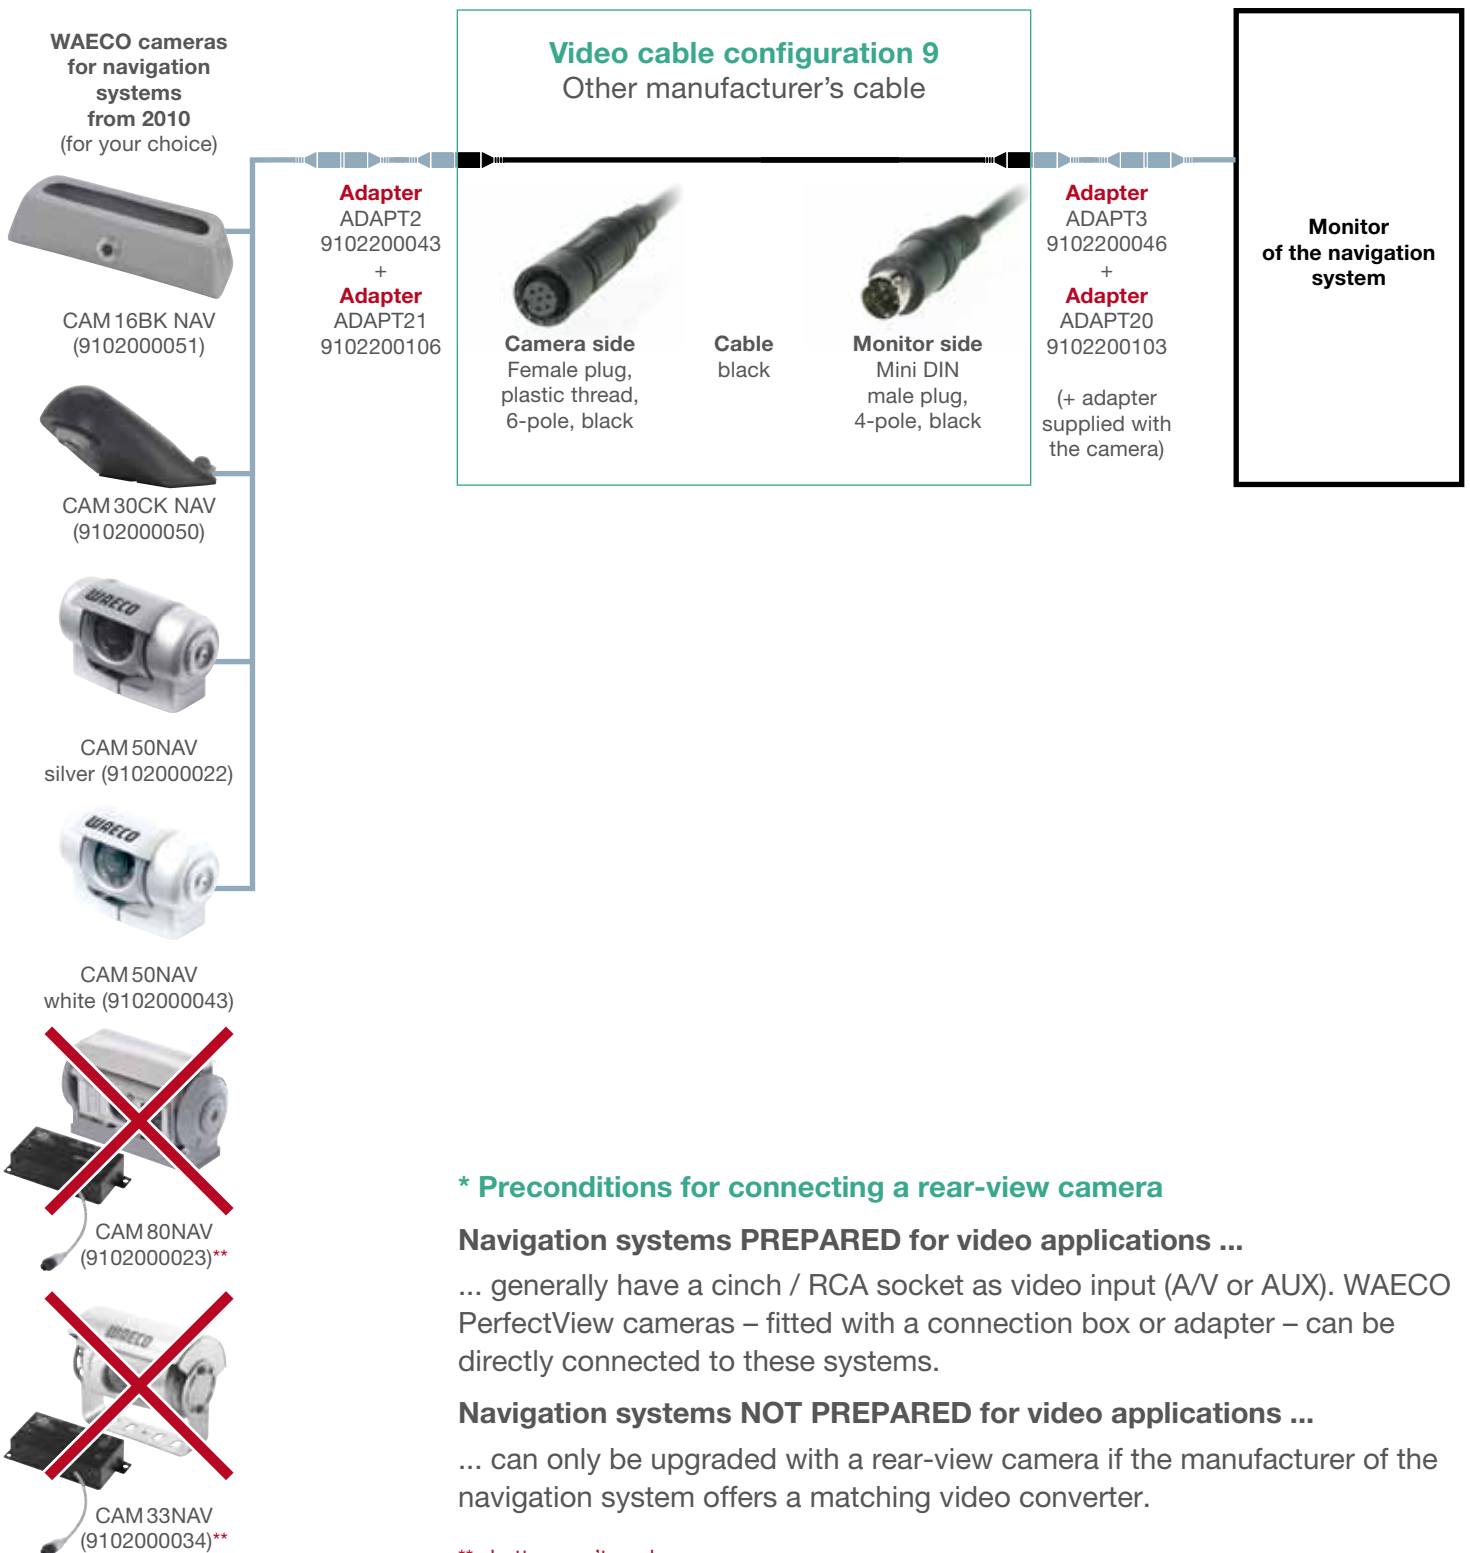 WAECO cameras
for navigation
systems
from 2010
(for your choice)
CAM 16BK NAV
(9102000051)
CAM 30CK NAV
(9102000050)
WAECO
CAM 50NAV
silver (9102000022)
WAECO
CAM 50NAV
white (9102000043)
CAM 80NAV
(9102000023)**
WAECO
CAM 33NAV
(9102000034)**
Adapter
ADAPT2
9102200043
+
Adapter
ADAPT21
9102200106
Video cable configuration 9
Other manufacturer's cable
Camera side
Female plug,
plastic thread,
6-pole, black
Cable
black
Monitor side
Mini DIN
male plug,
4-pole, black
Adapter
ADAPT3
9102200046
+
Adapter
ADAPT20
9102200103
(+ adapter
supplied with
the camera)
Monitor
of the navigation
system
* Preconditions for connecting a rear-view camera
Navigation systems PREPARED for video applications ...
... generally have a cinch / RCA socket as video input (A/V or AUX). WAECO
PerfectView cameras – fitted with a connection box or adapter – can be
directly connected to these systems.
Navigation systems NOT PREPARED for video applications ...
... can only be upgraded with a rear-view camera if the manufacturer of the
navigation system offers a matching video converter.
**